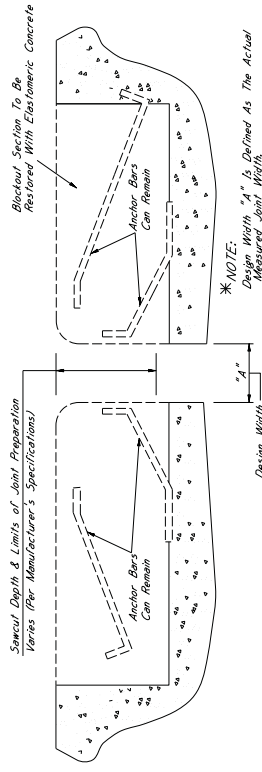 Sawcut Depth & Limits of Joint Preparation
Varies (Per Manufacturer's Specifications)
Blockout Section To Be
Restored With Elastomeric Concrete
Anchor Bars
Can Remain
Anchor Bars
Can Remain
"A"
Design Width
* NOTE:
Design Width "A" Is Defined As The Actual
Measured Joint Width.